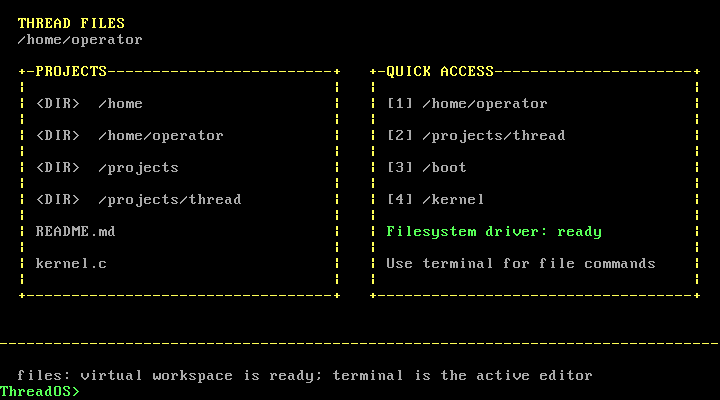 THREAD FILES
/home/operator
PROJECTS
<DIR>  /home
<DIR>  /home/operator
<DIR>  /projects
<DIR>  /projects/thread
README.md
kernel.c
QUICK ACCESS
[1] /home/operator
[2] /projects/thread
[3] /boot
[4] /kernel
Filesystem driver: ready
Use terminal for file commands
files: virtual workspace is ready; terminal is the active editor
ThreadOS>